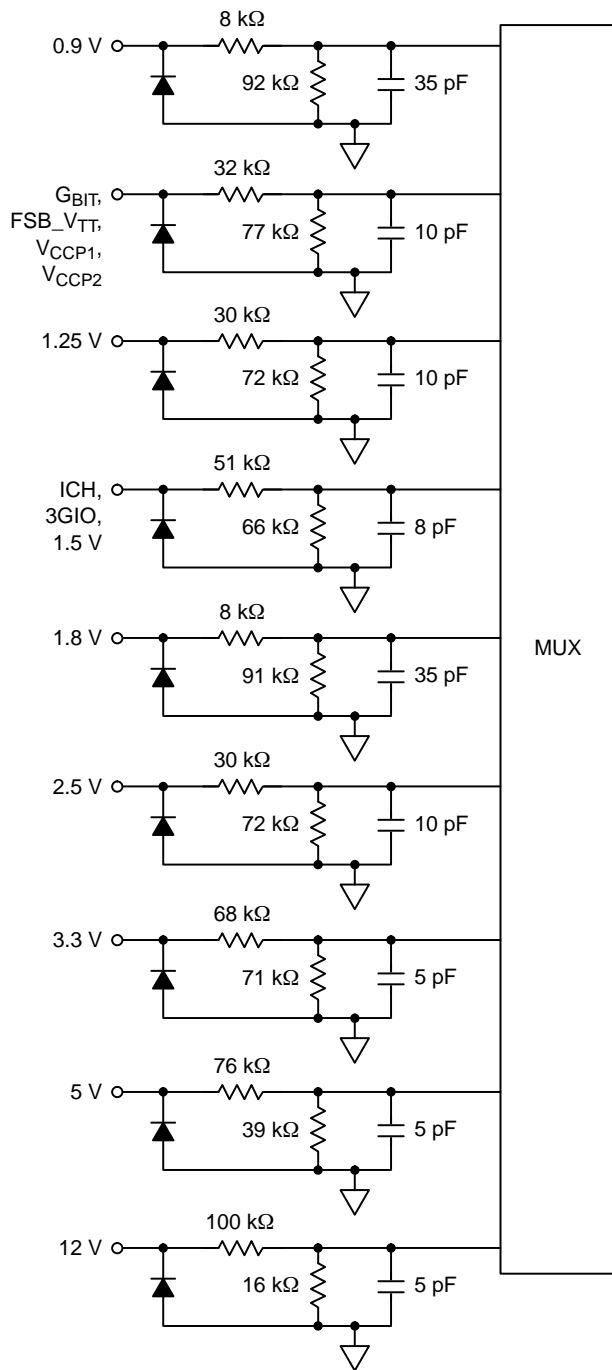 8 kΩ
0.9 V
92 kΩ
35 pF
32 kΩ
GBIT,
FSB_VTT,
VCCP1,
VCCP2
77 kΩ
10 pF
30 kΩ
1.25 V
72 kΩ
10 pF
51 kΩ
ICH,
3GIO,
1.5 V
66 kΩ
8 pF
MUX
8 kΩ
1.8 V
91 kΩ
35 pF
30 kΩ
2.5 V
72 kΩ
10 pF
68 kΩ
3.3 V
71 kΩ
5 pF
76 kΩ
5 V
39 kΩ
5 pF
100 kΩ
12 V
16 kΩ
5 pF